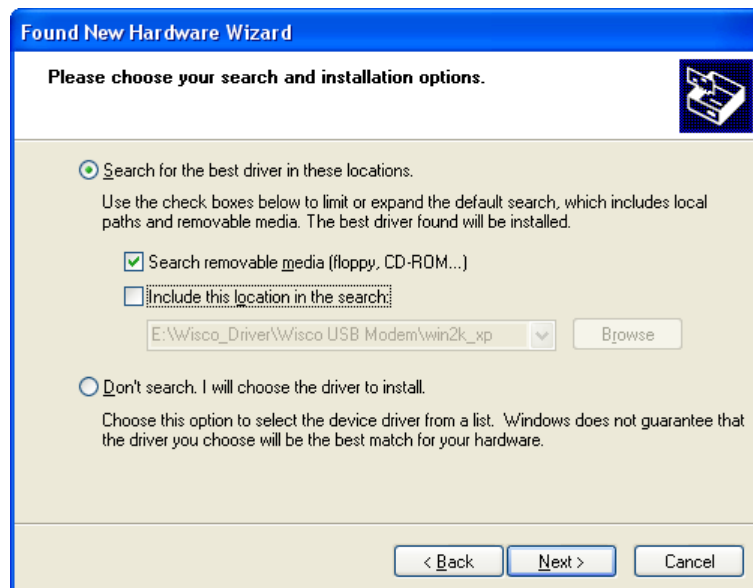 Found New Hardware Wizard
Please choose your search and installation options.
Search for the best driver in these locations.
Use the check boxes below to limit or expand the default search, which includes local
paths and removable media. The best driver found will be installed.
Search removable media (floppy, CD-ROM...)
Include this location in the search:
E:\Wisco_Driver\Wisco USB Modem\win2k_xp
Browse
Don't search. I will choose the driver to install.
Choose this option to select the device driver from a list.  Windows does not guarantee that
the driver you choose will be the best match for your hardware.
< Back
Next >
Cancel